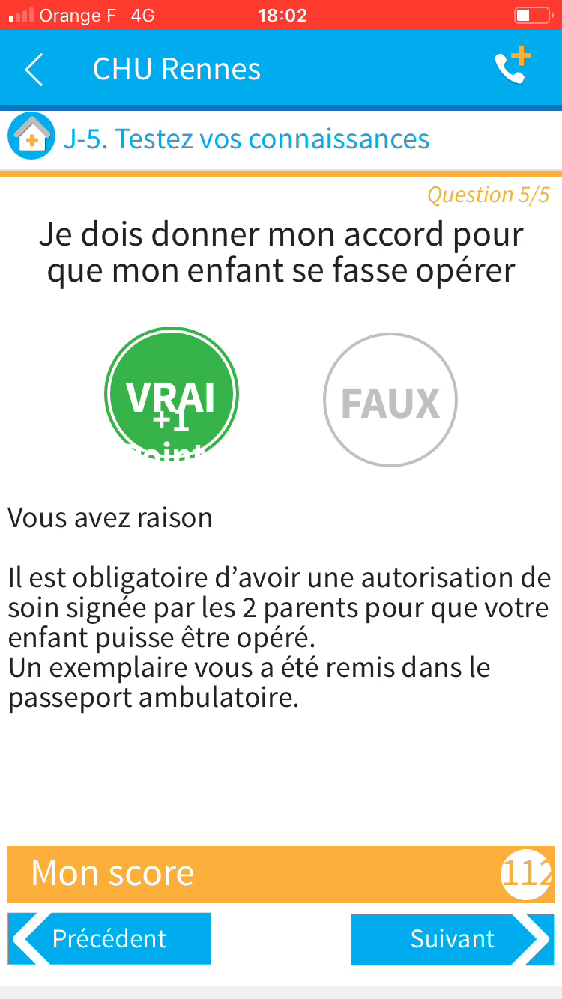 Orange F 4G 18:02
CHU Rennes
J-5. Testez vos connaissances
Question 5/5
Je dois donner mon accord pour
que mon enfant se fasse opérer
VRAI
+1
point
FAUX
Vous avez raison
Il est obligatoire d’avoir une autorisation de
soin signée par les 2 parents pour que votre
enfant puisse être opéré.
Un exemplaire vous a été remis dans le
passeport ambulatoire.
Mon score 112
Précédent Suivant